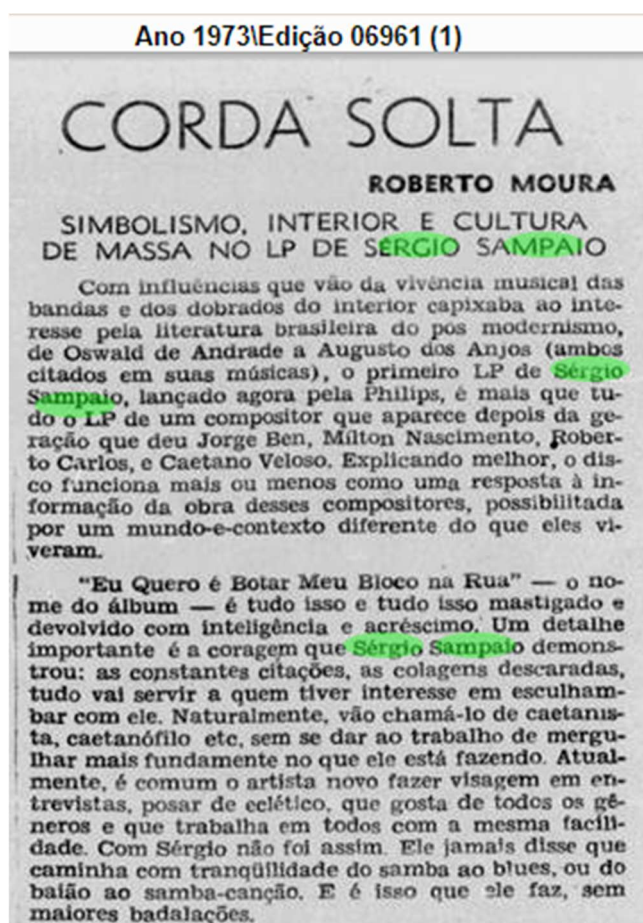 Ano 1973\Edição 06961 (1)
CORDA SOLTA
ROBERTO MOURA
SIMBOLISMO, INTERIOR E CULTURA
DE MASSA NO LP DE SÉRGIO SAMPAIO
Com influências que vão da vivência musical das
bandas e dos dobrados do interior capixaba ao inte-
resse pela literatura brasileira do pós modernismo,
de Oswald de Andrade a Augusto dos Anjos (ambos
citados em suas músicas), o primeiro LP de Sérgio
Sampaio, lançado agora pela Philips, é mais que tu-
do o LP de um compositor que aparece depois da ge-
ração que deu Jorge Ben, Milton Nascimento, Rober-
to Carlos, e Caetano Veloso. Explicando melhor, o dis-
co funciona mais ou menos como uma resposta à in-
formação da obra desses compositores, possibilitada
por um mundo-e-contexto diferente do que eles vi-
veram.
"Eu Quero é Botar Meu Bloco na Rua" — o no-
me do álbum — é tudo isso e tudo isso mastigado e
devolvido com inteligência e acréscimo. Um detalhe
importante é a coragem que Sérgio Sampaio demons-
trou: as constantes citações, as colagens descaradas,
tudo vai servir a quem tiver interesse em esculham-
bar com ele. Naturalmente, vão chamá-lo de caetanis-
ta, caetanófilo etc, sem se dar ao trabalho de mergu-
lhar mais fundamente no que ele está fazendo. Atual-
mente, é comum o artista novo fazer visagem em en-
trevistas, posar de eclético, que gosta de todos os gê-
neros e que trabalha em todos com a mesma facili-
dade. Com Sérgio não foi assim. Ele jamais disse que
caminha com tranqüilidade do samba ao blues, ou do
baião ao samba-canção. E é isso que ele faz, sem
maiores badalações.